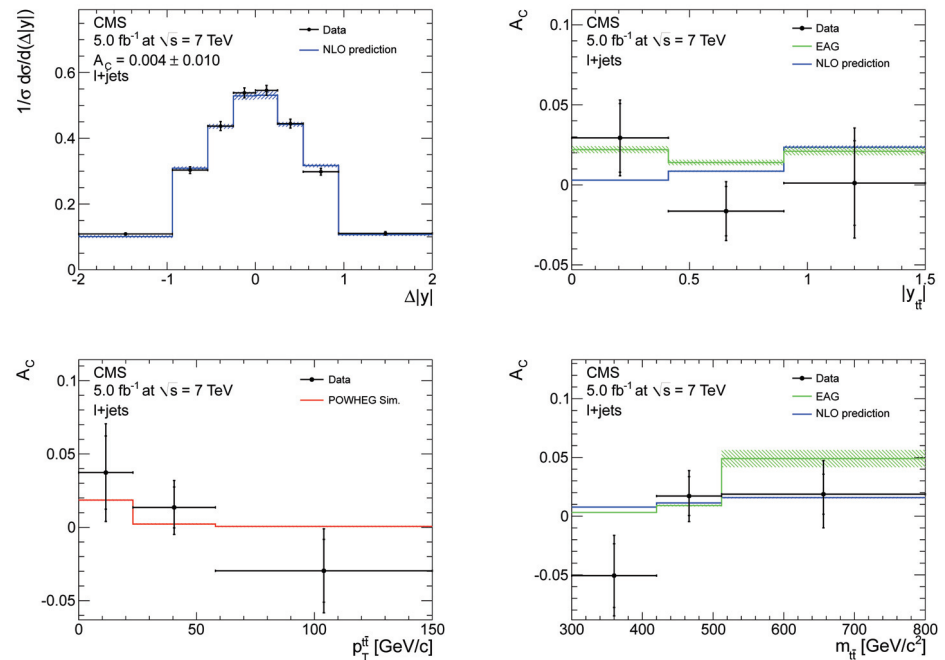 CMS
5.0 fb⁻¹ at √s = 7 TeV
A_C = 0.004 ± 0.010
l+jets
Data
NLO prediction
1/σ dσ/d(Δ|y|)
0.6
0.4
0.2
0
-2 -1 0 1 2
Δ|y|
CMS
5.0 fb⁻¹ at √s = 7 TeV
l+jets
Data
EAG
NLO prediction
A_C
0.1
0.05
0
-0.05
0 0.5 1 1.5
|y_tt̄|
CMS
5.0 fb⁻¹ at √s = 7 TeV
l+jets
Data
POWHEG Sim.
A_C
0.1
0.05
0
-0.05
0 50 100 150
p_T^tt̄ [GeV/c]
CMS
5.0 fb⁻¹ at √s = 7 TeV
l+jets
Data
EAG
NLO prediction
A_C
0.1
0.05
0
-0.05
300 400 500 600 700 800
m_tt̄ [GeV/c²]